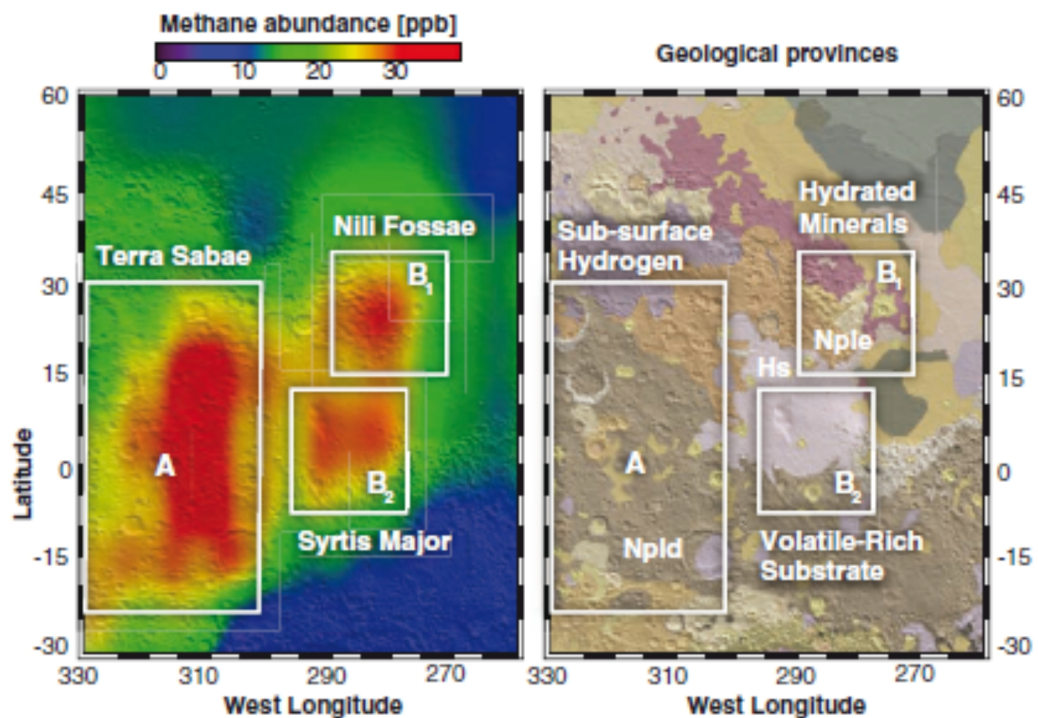 Methane abundance [ppb]
0 10 20 30
Geological provinces
60
45
30
15
0
-15
-30
Latitude
Terra Sabae
Nili Fossae
B1
A
B2
Syrtis Major
330 310 290 270
West Longitude
Sub-surface
Hydrogen
Hydrated
Minerals
B1
Nple
Hs
A
B2
Npld
Volatile-Rich
Substrate
60
45
30
15
0
-15
-30
330 310 290 270
West Longitude